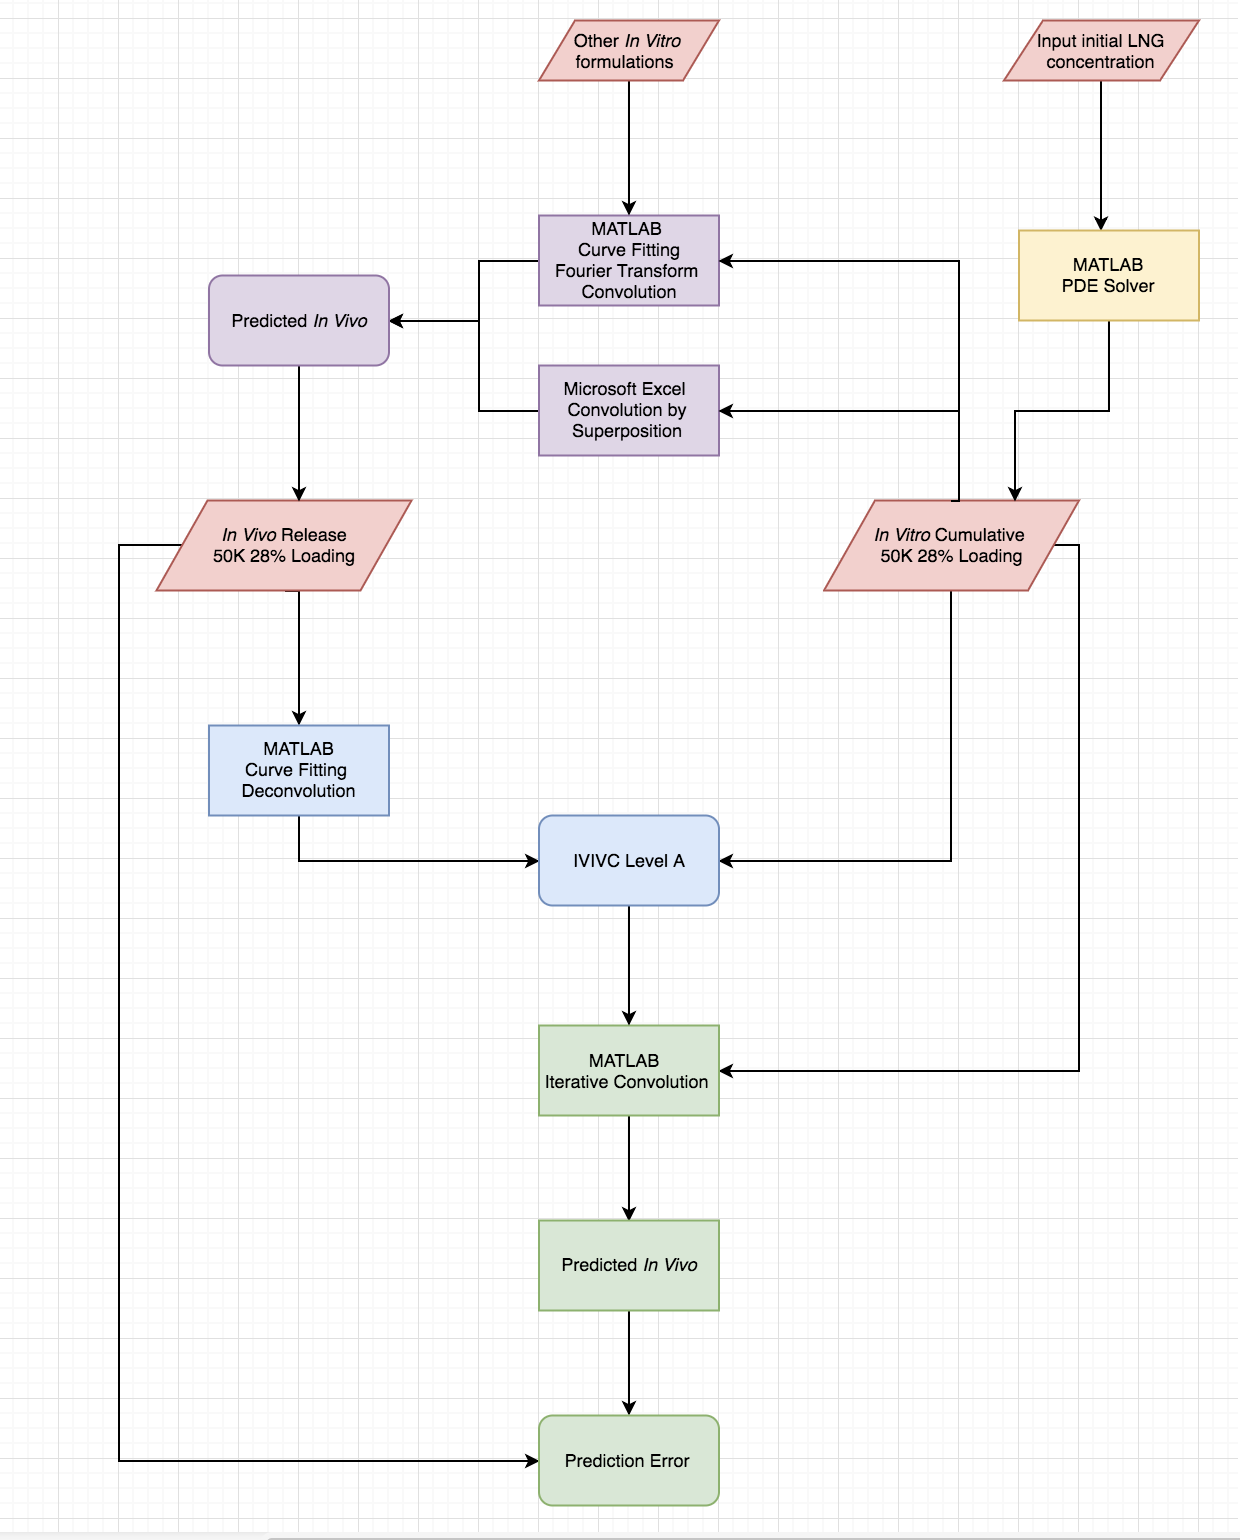 Other In Vitro
formulations
Input initial LNG
concentration
MATLAB
Curve Fitting
Fourier Transform
Convolution
MATLAB
PDE Solver
Predicted In Vivo
Microsoft Excel
Convolution by
Superposition
In Vivo Release
50K 28% Loading
In Vitro Cumulative
50K 28% Loading
MATLAB
Curve Fitting
Deconvolution
IVIVC Level A
MATLAB
Iterative Convolution
Predicted In Vivo
Prediction Error